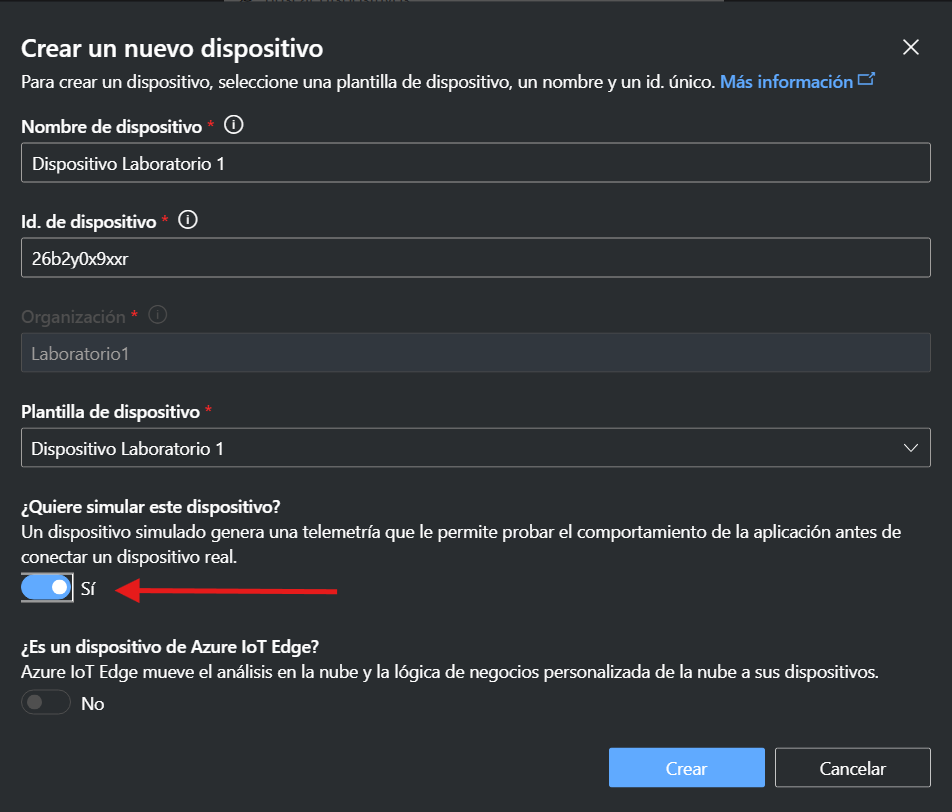 Crear un nuevo dispositivo
Para crear un dispositivo, seleccione una plantilla de dispositivo, un nombre y un id. único. Más información
Nombre de dispositivo *
Dispositivo Laboratorio 1
Id. de dispositivo *
26b2y0x9xxr
Organización *
Laboratorio1
Plantilla de dispositivo *
Dispositivo Laboratorio 1
¿Quiere simular este dispositivo?
Un dispositivo simulado genera una telemetría que le permite probar el comportamiento de la aplicación antes de
conectar un dispositivo real.
Sí
¿Es un dispositivo de Azure IoT Edge?
Azure IoT Edge mueve el análisis en la nube y la lógica de negocios personalizada de la nube a sus dispositivos.
No
Crear
Cancelar